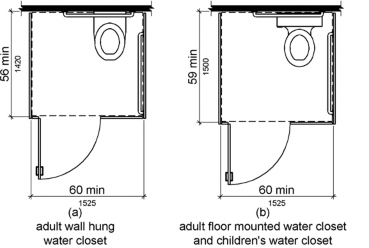 56 min
1420
60 min
1525
(a)
adult wall hung
water closet
59 min
1500
60 min
1525
(b)
adult floor mounted water closet
and children's water closet